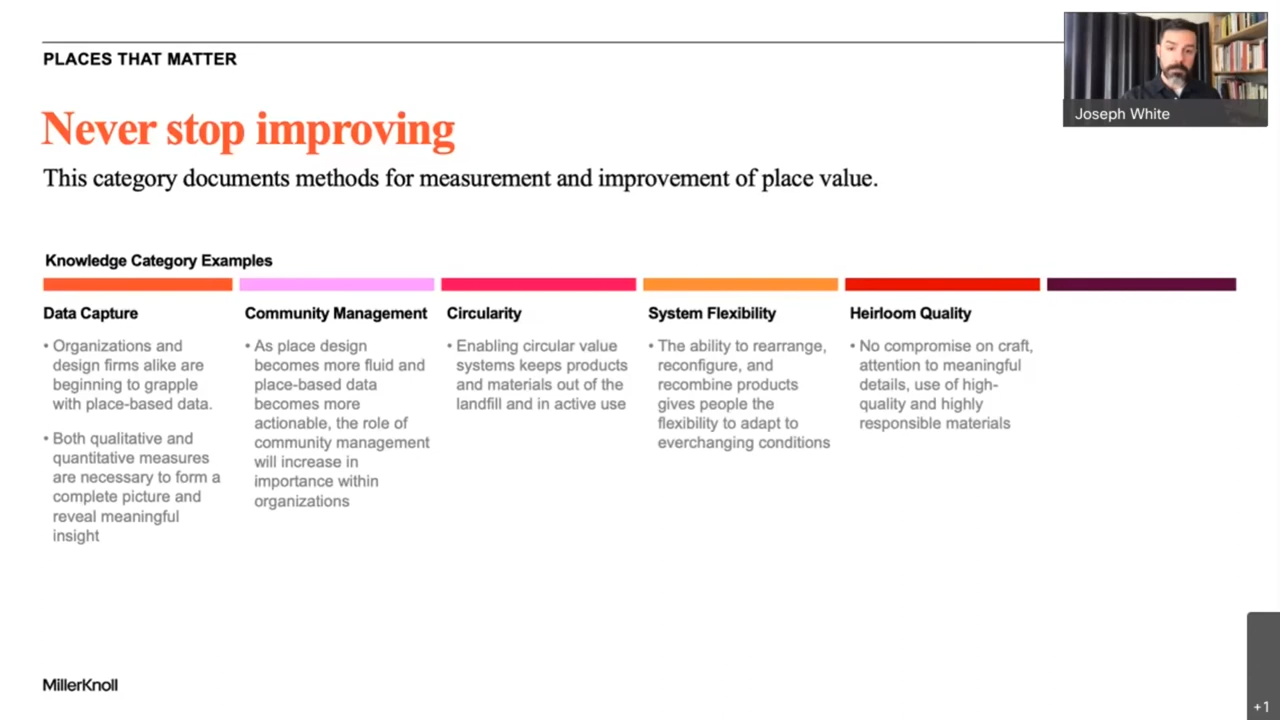 PLACES THAT MATTER
Joseph White
Never stop improving
This category documents methods for measurement and improvement of place value.
Knowledge Category Examples
Data Capture
• Organizations and
design firms alike are
beginning to grapple
with place-based data.
• Both qualitative and
quantitative measures
are necessary to form a
complete picture and
reveal meaningful
insight
Community Management
• As place design
becomes more fluid and
place-based data
becomes more
actionable, the role of
community management
will increase in
importance within
organizations
Circularity
• Enabling circular value
systems keeps products
and materials out of the
landfill and in active use
System Flexibility
• The ability to rearrange,
reconfigure, and
recombine products
gives people the
flexibility to adapt to
everchanging conditions
Heirloom Quality
• No compromise on craft,
attention to meaningful
details, use of high-
quality and highly
responsible materials
MillerKnoll
+1